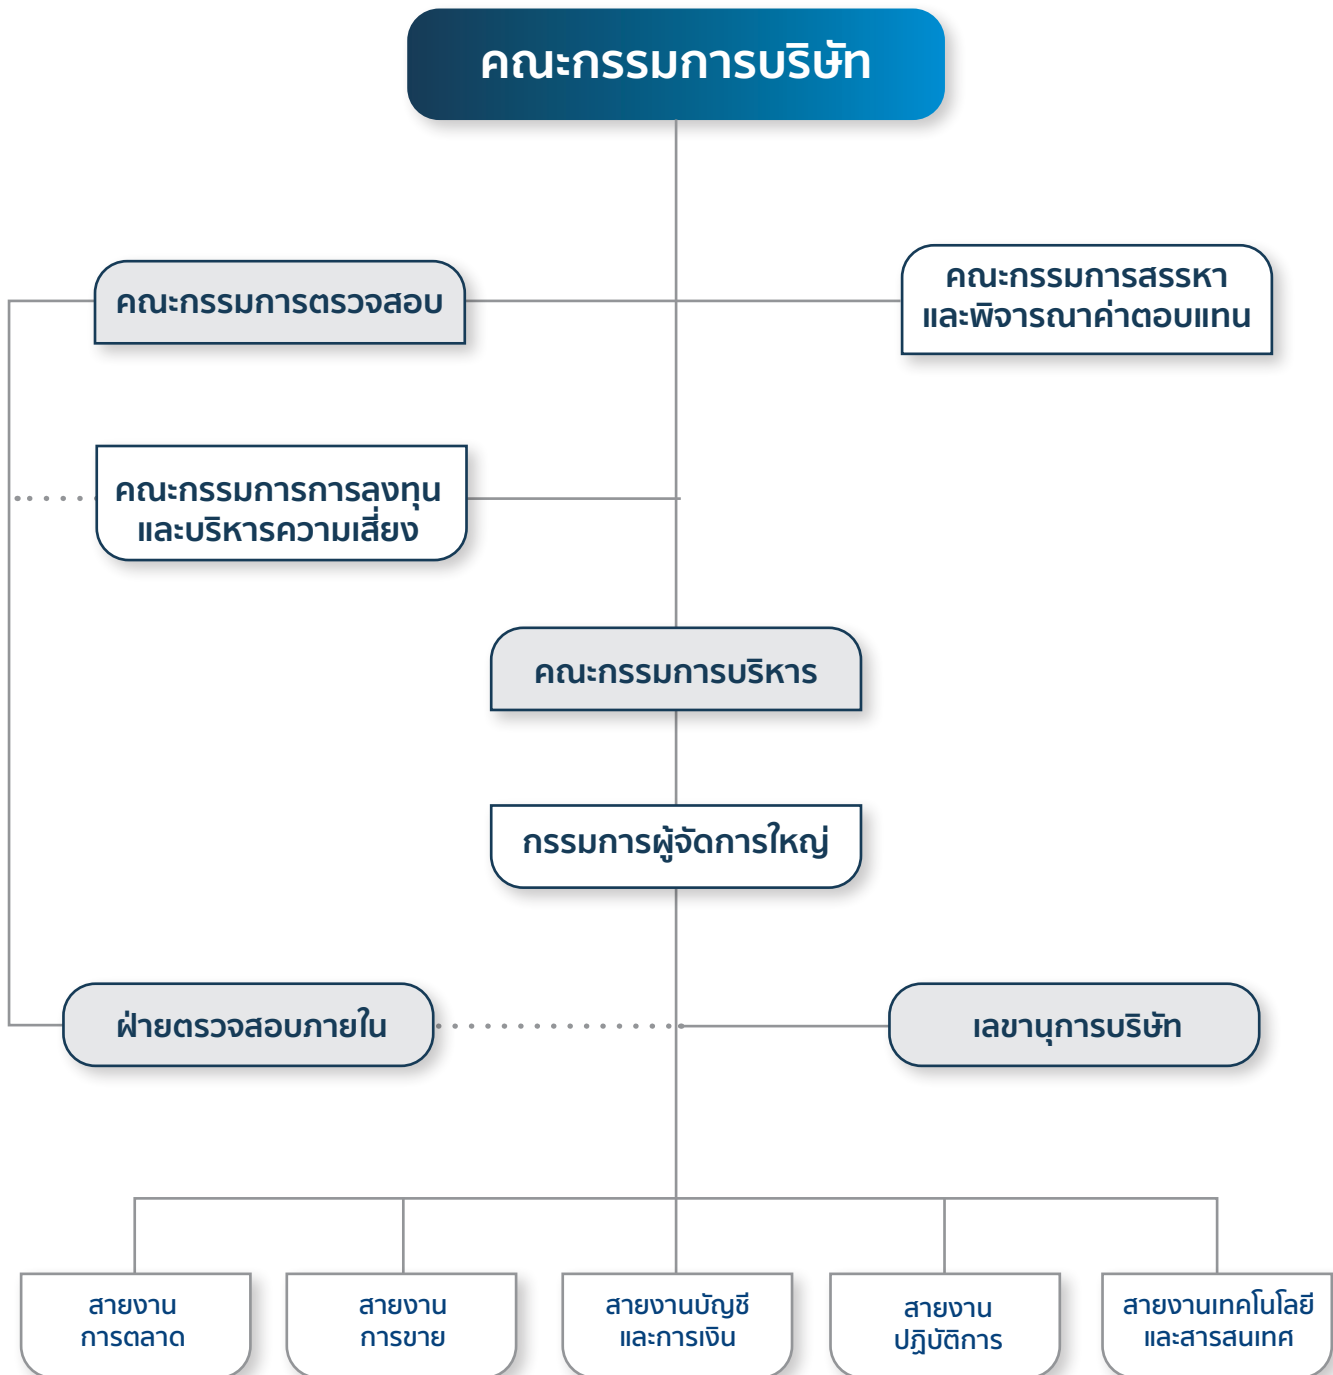 คณะกรรมการบริษัท
คณะกรรมการตรวจสอบ
คณะกรรมการสรรหา
และพิจารณาค่าตอบแทน
คณะกรรมการการลงทุน
และบริหารความเสี่ยง
คณะกรรมการบริหาร
กรรมการผู้จัดการใหญ่
ฝ่ายตรวจสอบภายใน
เลขานุการบริษัท
สายงาน
การตลาด
สายงาน
การขาย
สายงานบัญชี
และการเงิน
สายงาน
ปฏิบัติการ
สายงานเทคโนโลยี
และสารสนเทศ